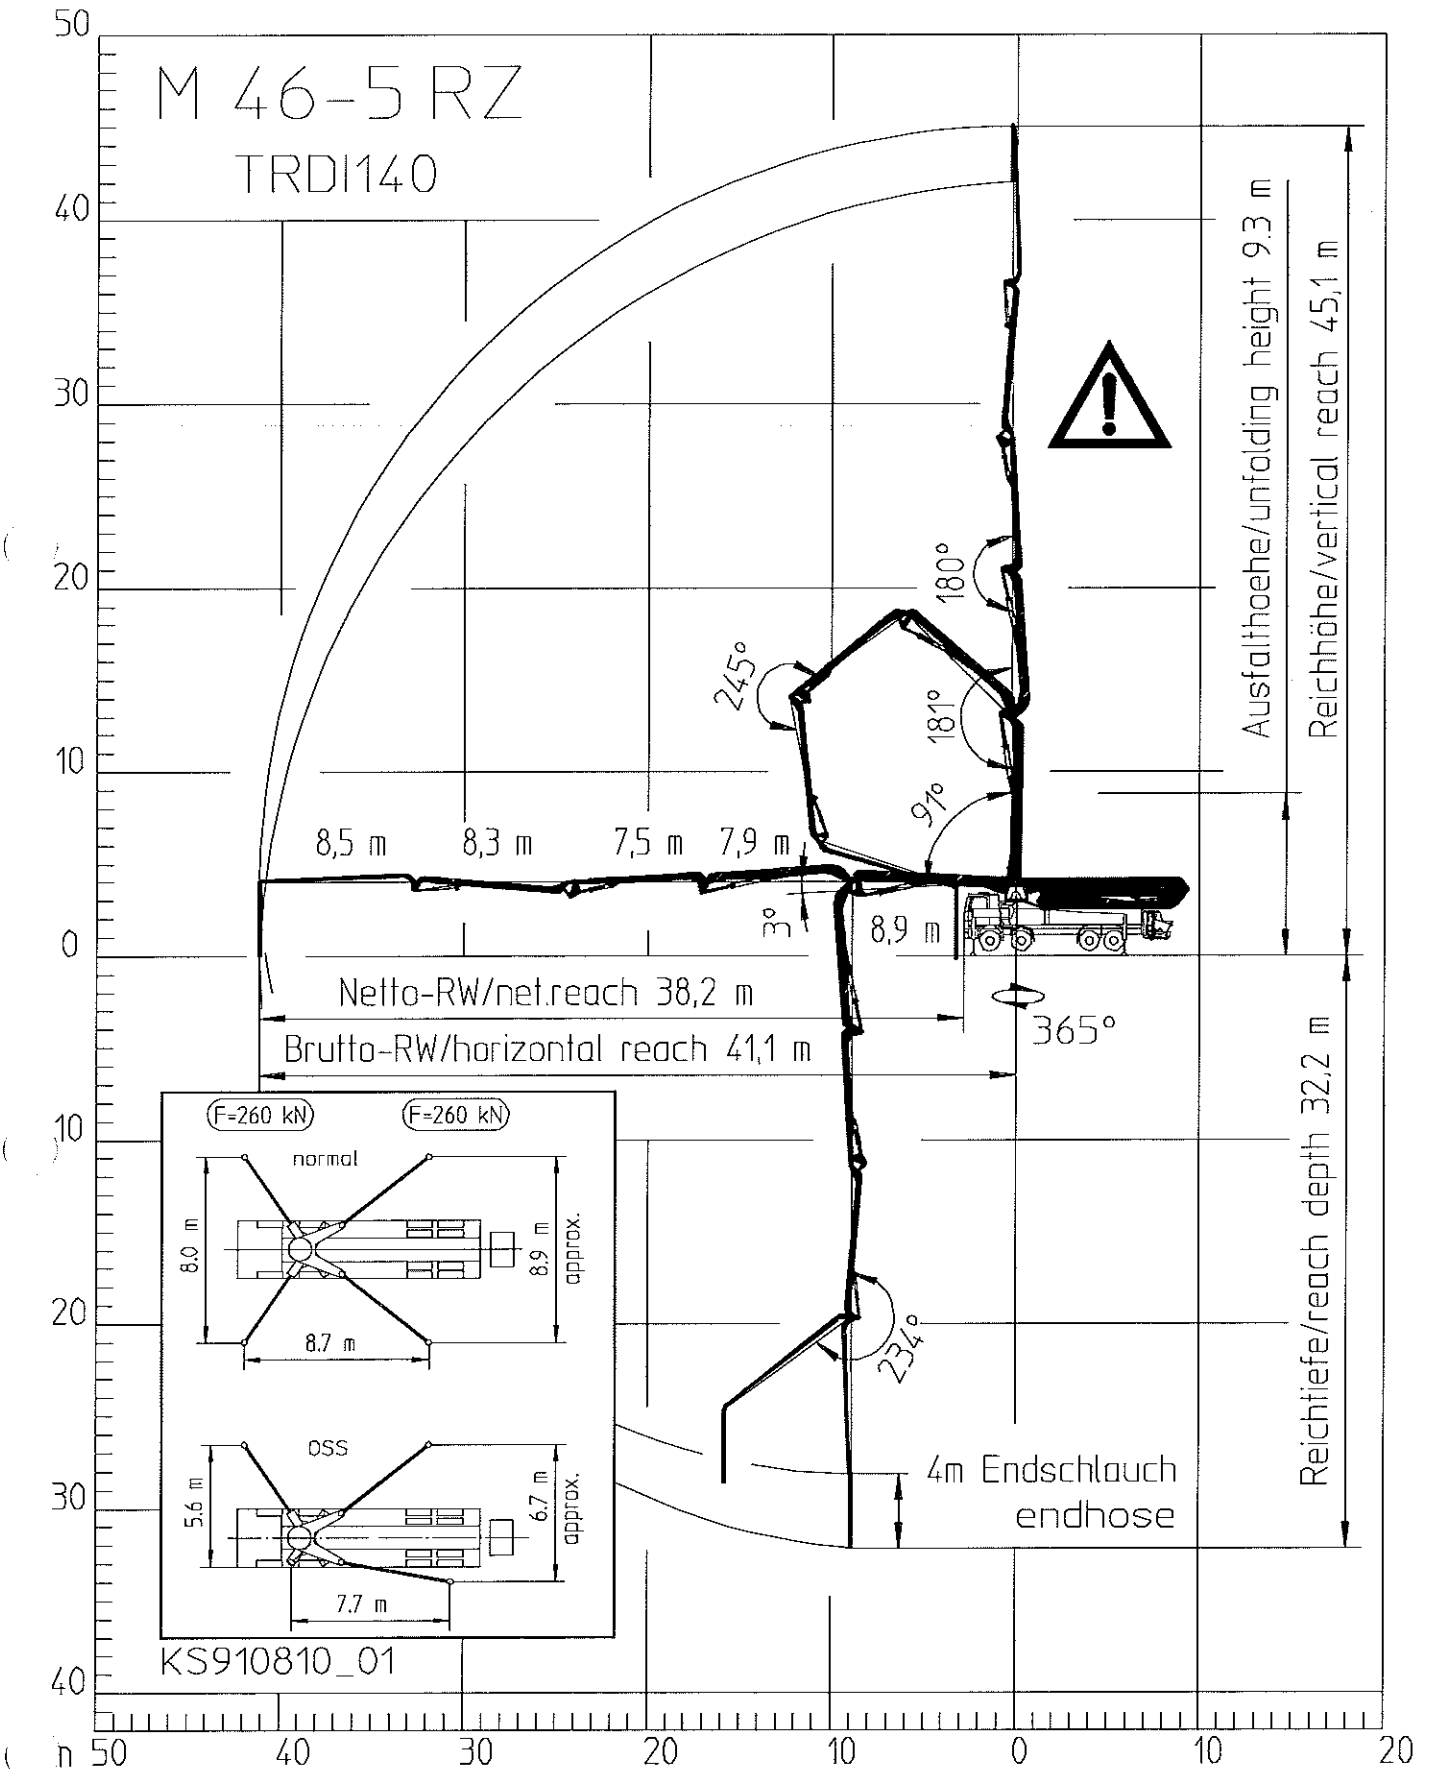 50
M 46-5 RZ
TRDI140
40
30
20
10
0
10
20
30
40
Ausfalthoehe/unfolding height 9.3 m
Reichhöhe/vertical reach 45,1 m
180°
245°
181°
91°
8,5 m 8,3 m 7,5 m 7,9 m
3°
8,9 m
Netto-RW/net.reach 38,2 m
365°
Brutto-RW/horizontal reach 41,1 m
Reichtiefe/reach depth 32,2 m
F=260 kN F=260 kN
normal
8.0 m
8.9 m
approx.
8.7 m
234°
OSS
5.6 m
6.7 m
approx.
7.7 m
4m Endschlauch
endhose
KS910810_01
50 40 30 20 10 0 10 20